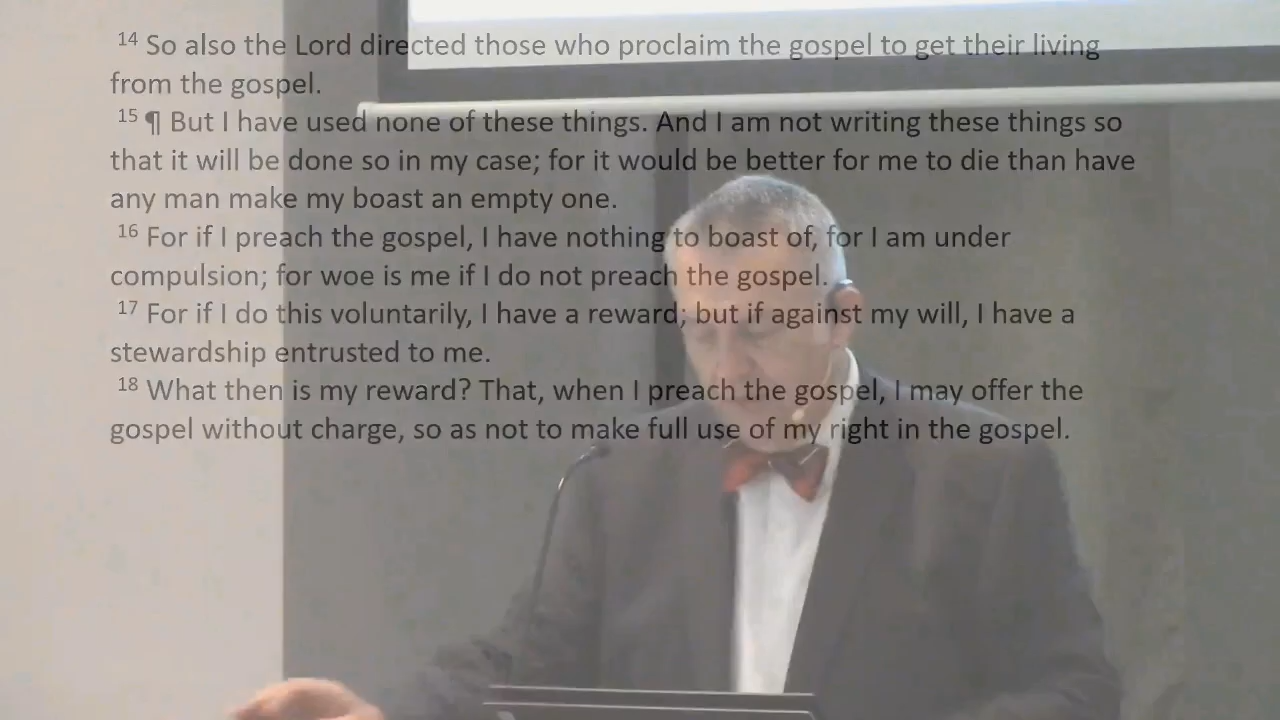 14 So also the Lord directed those who proclaim the gospel to get their living
from the gospel.
15 ¶ But I have used none of these things. And I am not writing these things so
that it will be done so in my case; for it would be better for me to die than have
any man make my boast an empty one.
16 For if I preach the gospel, I have nothing to boast of, for I am under
compulsion; for woe is me if I do not preach the gospel.
17 For if I do this voluntarily, I have a reward; but if against my will, I have a
stewardship entrusted to me.
18 What then is my reward? That, when I preach the gospel, I may offer the
gospel without charge, so as not to make full use of my right in the gospel.